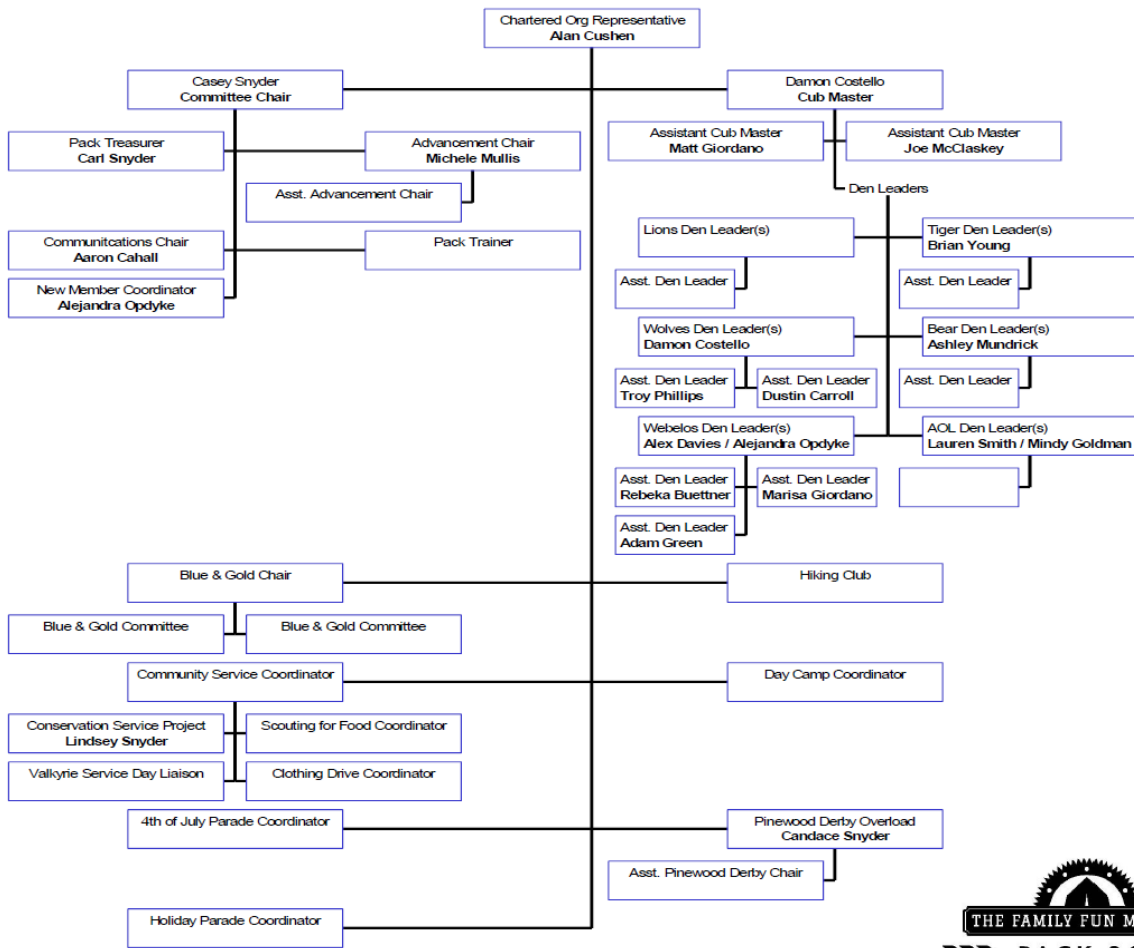 Chartered Org Representative
Alan Cushen
Casey Snyder
Committee Chair
Damon Costello
Cub Master
Pack Treasurer
Carl Snyder
Advancement Chair
Michele Mullis
Assistant Cub Master
Matt Giordano
Assistant Cub Master
Joe McClaskey
Asst. Advancement Chair
Den Leaders
Communitcations Chair
Aaron Cahall
Pack Trainer
Lions Den Leader(s)
Tiger Den Leader(s)
Brian Young
New Member Coordinator
Alejandra Opdyke
Asst. Den Leader
Asst. Den Leader
Wolves Den Leader(s)
Damon Costello
Bear Den Leader(s)
Ashley Mundrick
Asst. Den Leader
Troy Phillips
Asst. Den Leader
Dustin Carroll
Asst. Den Leader
Webelos Den Leader(s)
Alex Davies / Alejandra Opdyke
AOL Den Leader(s)
Lauren Smith / Mindy Goldman
Asst. Den Leader
Rebeka Buettner
Asst. Den Leader
Marisa Giordano
Asst. Den Leader
Adam Green
Blue & Gold Chair
Hiking Club
Blue & Gold Committee
Blue & Gold Committee
Community Service Coordinator
Day Camp Coordinator
Conservation Service Project
Lindsey Snyder
Scouting for Food Coordinator
Valkyrie Service Day Liaison
Clothing Drive Coordinator
4th of July Parade Coordinator
Pinewood Derby Overload
Candace Snyder
Asst. Pinewood Derby Chair
Holiday Parade Coordinator
THE FAMILY FUN M